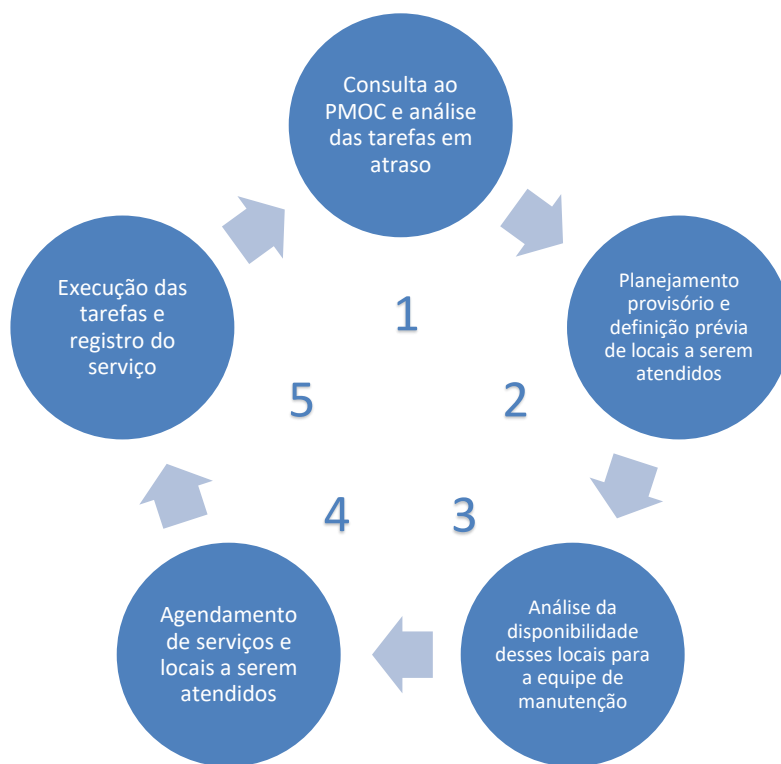 Consulta ao
PMOC e análise
das tarefas em
atraso
Planejamento
provisório e
definição prévia
de locais a serem
atendidos
Análise da
disponibilidade
desses locais para
a equipe de
manutenção
Agendamento
de serviços e
locais a serem
atendidos
Execução das
tarefas e
registro do
serviço
1
2
3
4
5